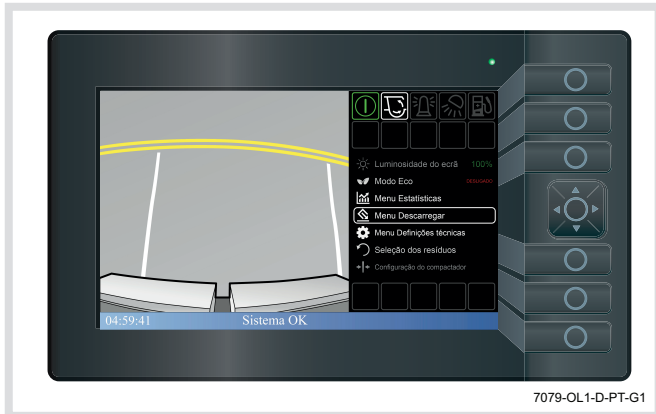 Luminosidade do ecrã 100%
Modo Eco DESLIGADO
Menu Estatísticas
Menu Descarregar
Menu Definições técnicas
Seleção dos resíduos
Configuração do compactador
04:59:41 Sistema OK
7079-OL1-D-PT-G1